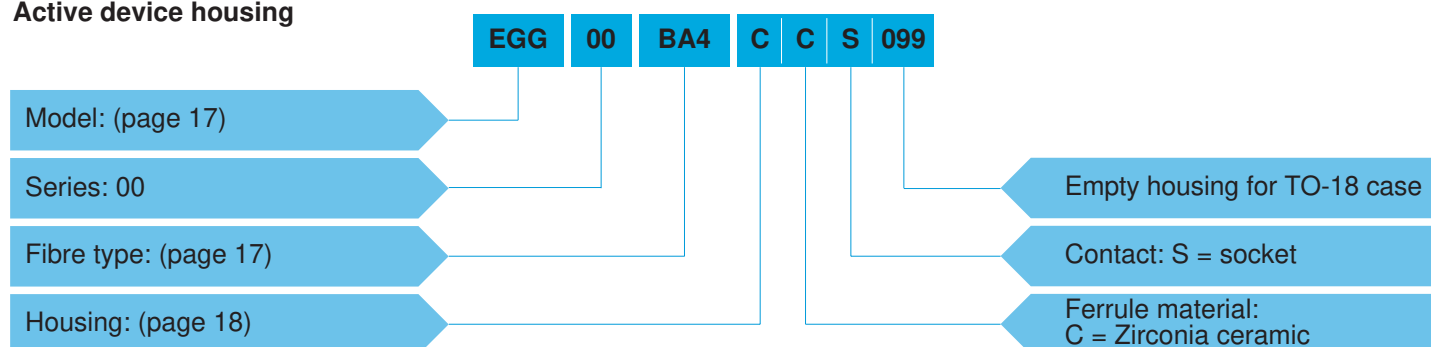 Active device housing
EGG 00 BA4 C C S 099
Model: (page 17)
Series: 00
Empty housing for TO-18 case
Fibre type: (page 17)
Contact: S = socket
Housing: (page 18)
Ferrule material:
C = Zirconia ceramic